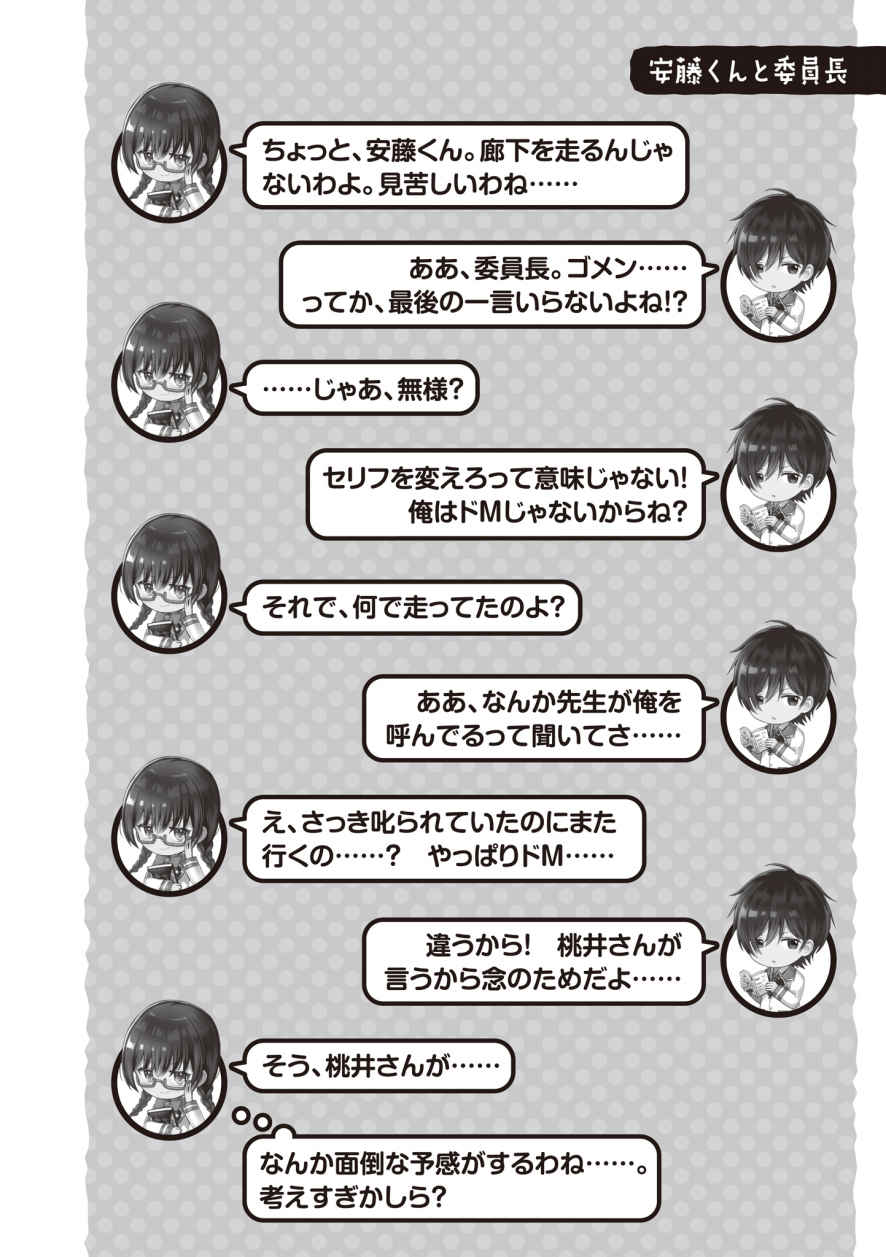 安藤くんと委員長
ちょっと、安藤くん。廊下を走るんじゃ
ないわよ。見苦しいわね……
ああ、委員長。ゴメン……
ってか、最後の一言いらないよね!?
……じゃあ、無様?
セリフを変えろって意味じゃない!
俺はドMじゃないからね?
それで、何で走ってたのよ?
ああ、なんか先生が俺を
呼んでるって聞いてさ……
え、さっき叱られていたのにまた
行くの……? やっぱりドM……
違うから! 桃井さんが
言うから念のためだよ……
そう、桃井さんが……
なんか面倒な予感がするわね……。
考えすぎかしら?